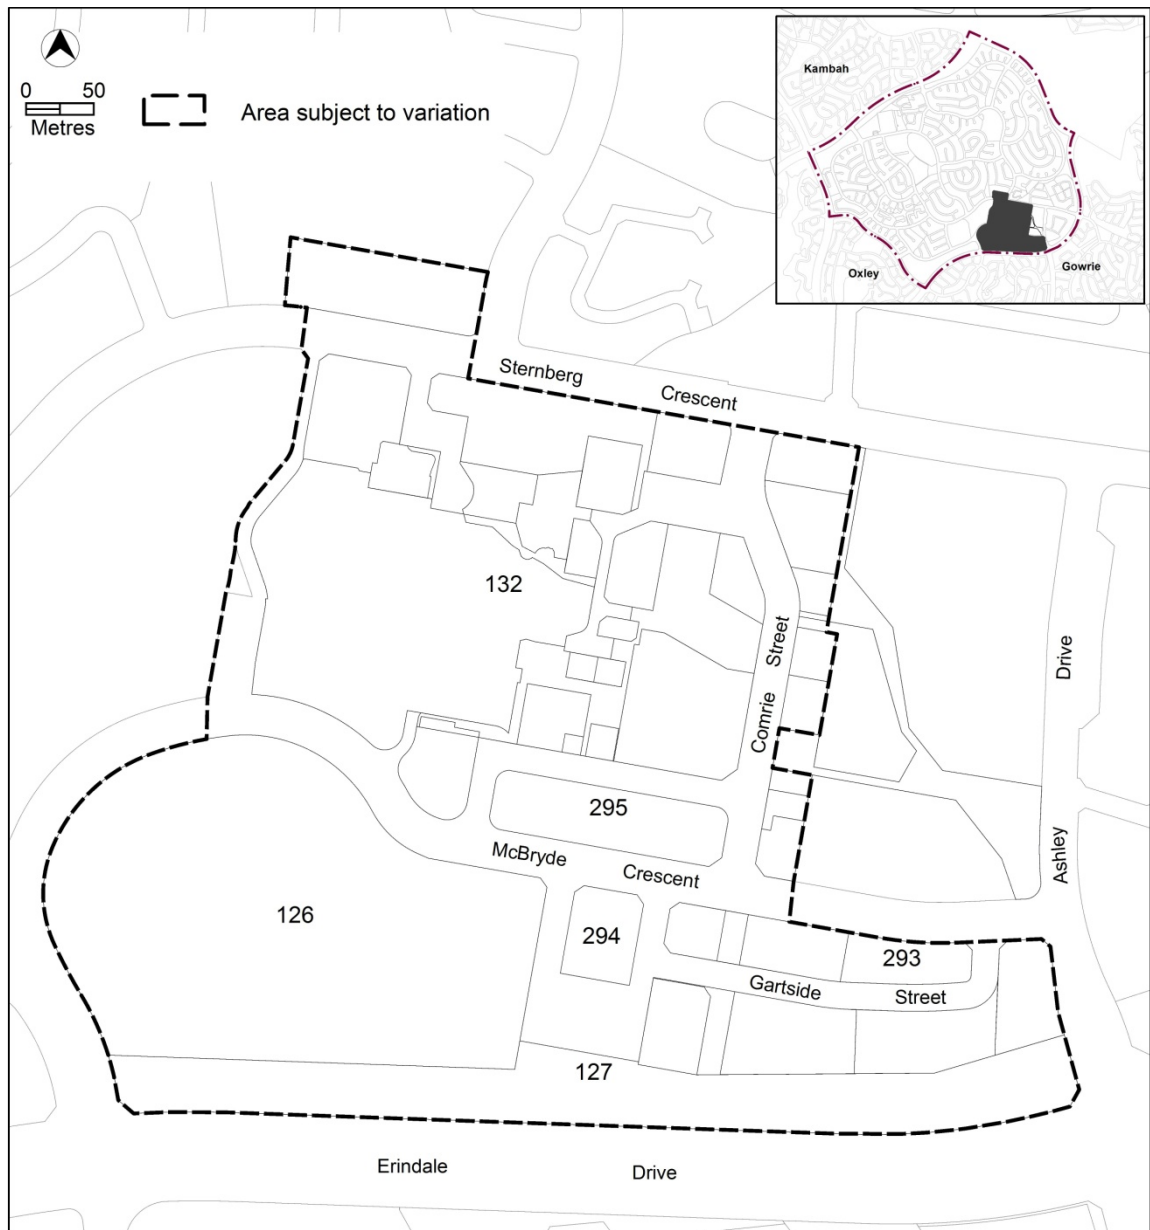 0 50
Metres
Area subject to variation
Kambah
Oxley
Gowrie
Sternberg Crescent
132
Comrie Street
Ashley Drive
295
McBryde Crescent
126
294
293
Gartside Street
127
Erindale Drive